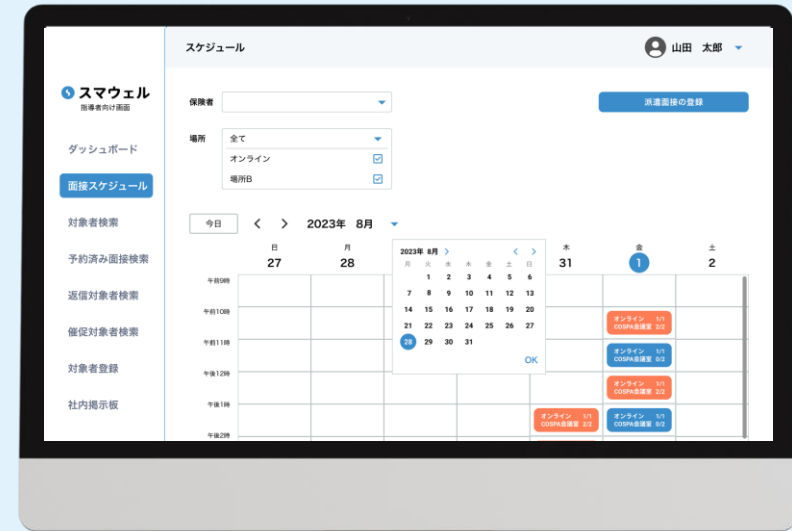 スケジュール
山田 太郎
スマウェル
指導者向け画面
保険者
派遣面接の登録
場所
全て
オンライン
場所B
ダッシュボード
面接スケジュール
対象者検索
予約済み面接検索
返信対象者検索
催促対象者検索
対象者登録
社内掲示板
今日
2023年 8月
日 月 木 金 土
27 28 31 1 2
2023年 8月
月 火 水 木 金 土 日
1 2 3 4 5 6
7 8 9 10 11 12 13
14 15 16 17 18 19 20
21 22 23 24 25 26 27
28 29 30 31
OK
午前9時
午前10時
オンライン 1/1
COSPA会議室 2/2
午前11時
オンライン 1/1
COSPA会議室 0/2
午後12時
オンライン 1/1
COSPA会議室 2/2
午後1時
オンライン 1/1
COSPA会議室 2/2
オンライン 1/1
COSPA会議室 0/2
午後2時